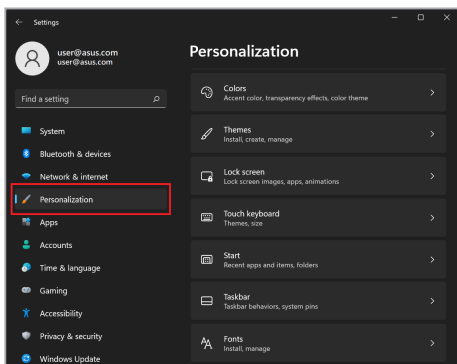 Settings
user@asus.com
user@asus.com
Find a setting
System
Bluetooth & devices
Network & internet
Personalization
Apps
Accounts
Time & language
Gaming
Accessibility
Privacy & security
Windows Update
Personalization
Colors
Accent color, transparency effects, color theme
Themes
Install, create, manage
Lock screen
Lock screen images, apps, animations
Touch keyboard
Themes, size
Start
Recent apps and items, folders
Taskbar
Taskbar behaviors, system pins
Fonts
Install, manage